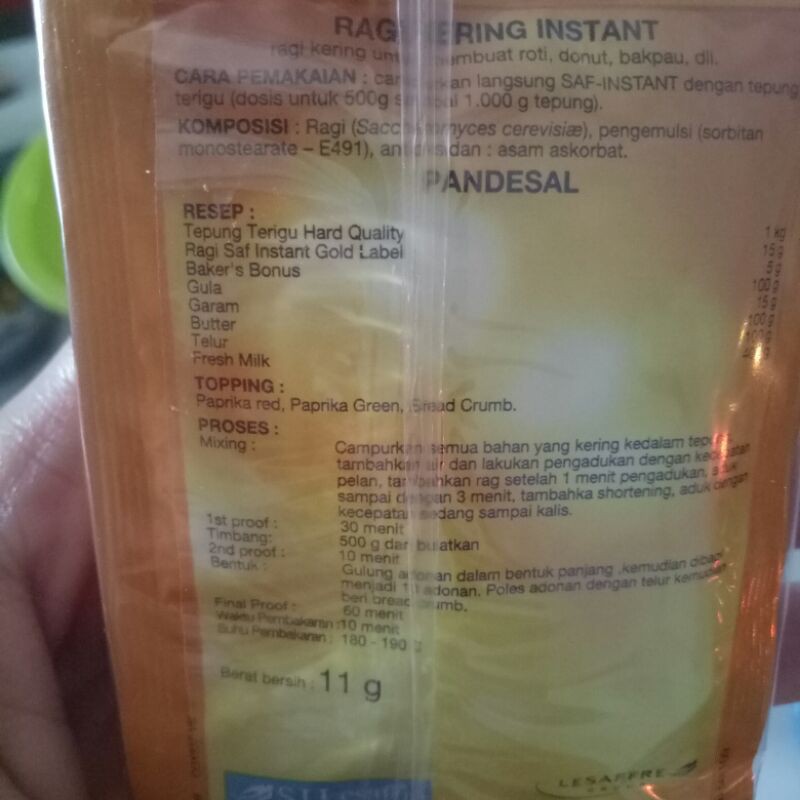 RAGI KERING INSTANT
ragi kering untuk membuat roti, donut, bakpau, dll.
CARA PEMAKAIAN : campurkan langsung SAF-INSTANT dengan tepung
terigu (dosis untuk 500g sampai 1.000 g tepung).
KOMPOSISI : Ragi (Saccharomyces cerevisiæ), pengemulsi (sorbitan
monostearate – E491), antioksidan : asam askorbat.
PANDESAL
RESEP :
Tepung Terigu Hard Quality 1 kg
Ragi Saf Instant Gold Label 15 g
Baker's Bonus 5 g
Gula 100 g
Garam 15 g
Butter 100 g
Telur 100 g
Fresh Milk
TOPPING :
Paprika red, Paprika Green, Bread Crumb.
PROSES :
Mixing : Campurkan semua bahan yang kering kedalam tepung,
tambahkan air dan lakukan pengadukan dengan kecepatan
pelan, tambahkan rag setelah 1 menit pengadukan, aduk
sampai dengan 3 menit, tambahka shortening, aduk dengan
kecepatan sedang sampai kalis.
1st proof : 30 menit
Timbang: 500 g dan bulatkan
2nd proof : 10 menit
Bentuk : Gulung adonan dalam bentuk panjang ,kemudian dibagi
menjadi adonan. Poles adonan dengan telur kemudian
beri bread crumb.
Final Proof : 60 menit
Waktu Pembakaran :10 menit
Suhu Pembakaran : 180 - 190
Berat bersih : 11 g
LESAFFRE